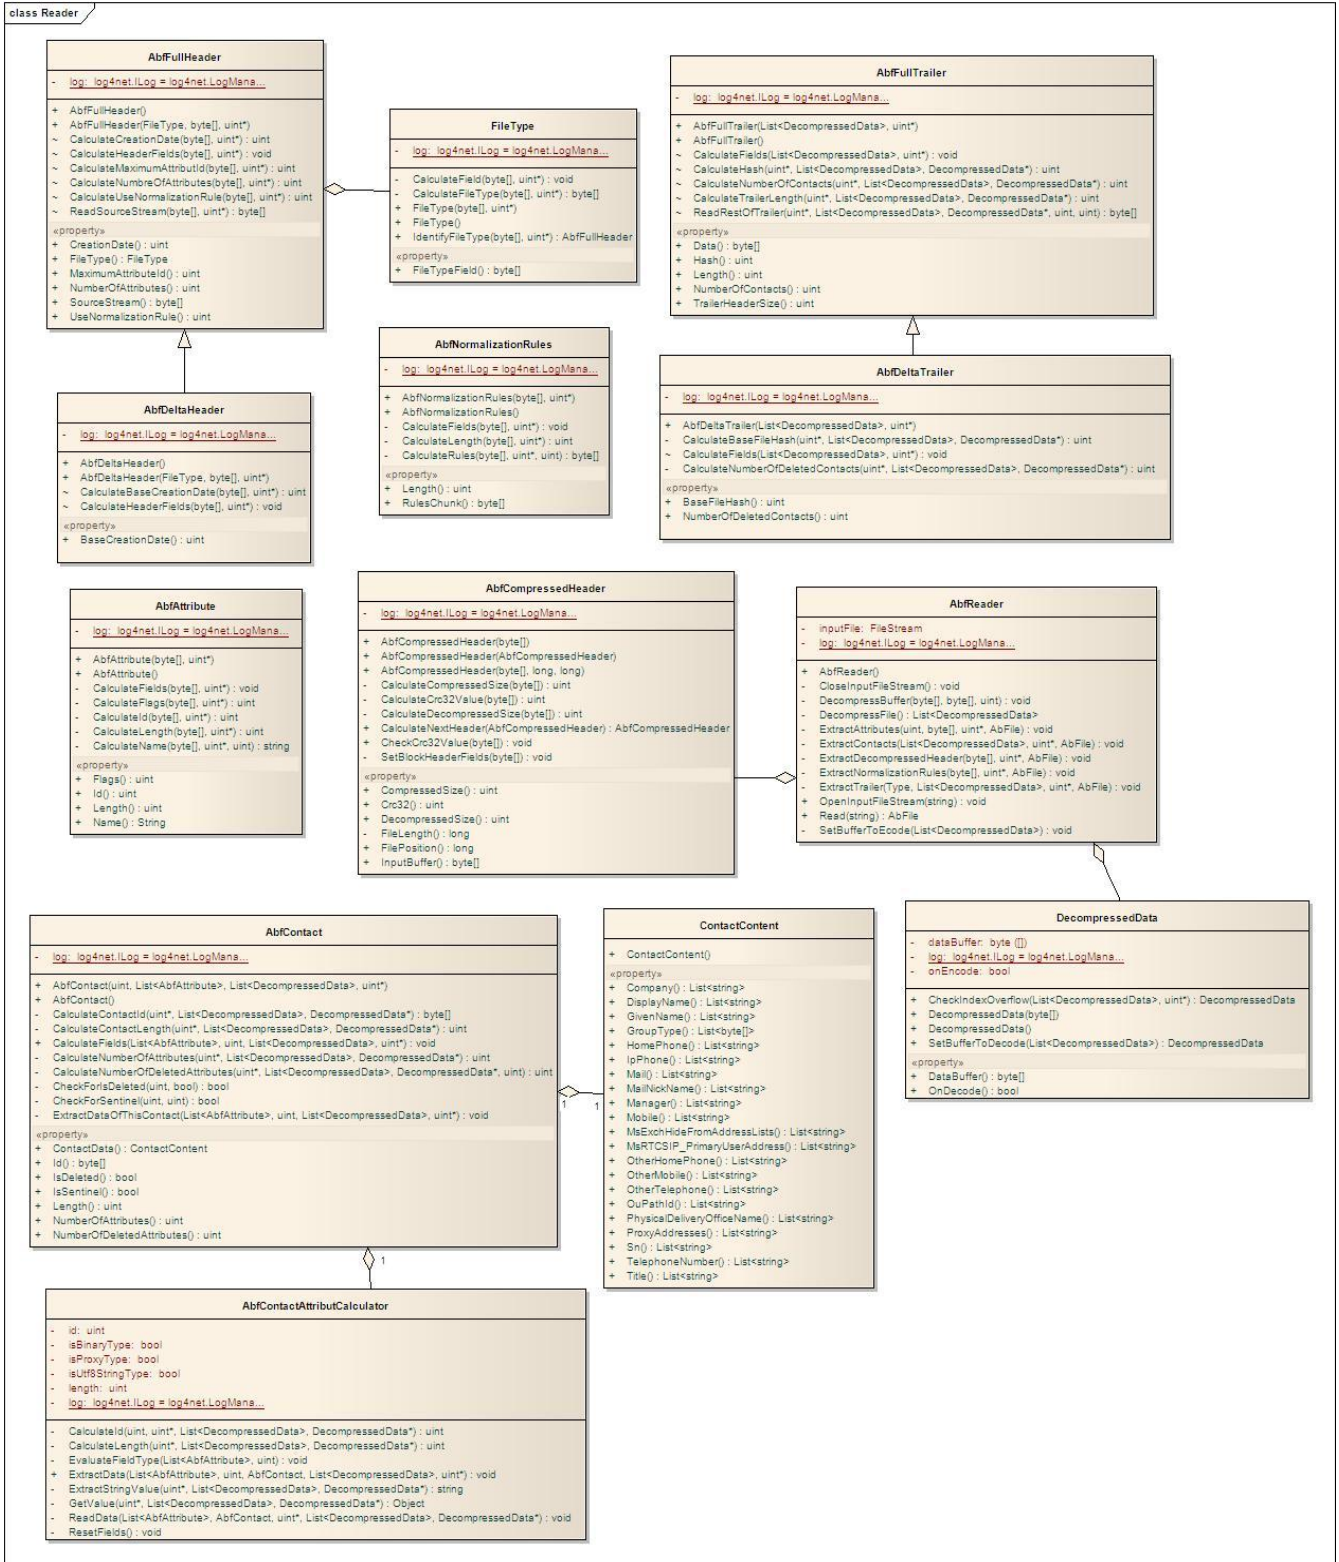 class Reader
AbfFullHeader
- log: log4net.ILog = log4net.LogMana...
+ AbfFullHeader()
+ AbfFullHeader(FileType, byte[], uint*)
~ CalculateCreationDate(byte[], uint*) : uint
~ CalculateHeaderFields(byte[], uint*) : void
~ CalculateMaximumAttributId(byte[], uint*) : uint
~ CalculateNumbreOfAttributes(byte[], uint*) : uint
~ CalculateUseNormalizationRule(byte[], uint*) : uint
~ ReadSourceStream(byte[], uint*) : byte[]
«property»
+ CreationDate() : uint
+ FileType() : FileType
+ MaximumAttributeId() : uint
+ NumberOfAttributes() : uint
+ SourceStream() : byte[]
+ UseNormalizationRule() : uint
FileType
- log: log4net.ILog = log4net.LogMana...
- CalculateField(byte[], uint*) : void
- CalculateFileType(byte[], uint*) : byte[]
+ FileType(byte[], uint*)
+ FileType()
+ IdentifyFileType(byte[], uint*) : AbfFullHeader
«property»
+ FileTypeField() : byte[]
AbfFullTrailer
- log: log4net.ILog = log4net.LogMana...
+ AbfFullTrailer(List<DecompressedData>, uint*)
+ AbfFullTrailer()
~ CalculateFields(List<DecompressedData>, uint*) : void
~ CalculateHash(uint*, List<DecompressedData>, DecompressedData*) : uint
~ CalculateNumberOfContacts(uint*, List<DecompressedData>, DecompressedData*) : uint
~ CalculateTrailerLength(uint*, List<DecompressedData>, DecompressedData*) : uint
~ ReadRestOfTrailer(uint*, List<DecompressedData>, DecompressedData*, uint, uint) : byte[]
«property»
+ Data() : byte[]
+ Hash() : uint
+ Length() : uint
+ NumberOfContacts() : uint
+ TrailerHeaderSize() : uint
AbfDeltaHeader
- log: log4net.ILog = log4net.LogMana...
+ AbfDeltaHeader()
+ AbfDeltaHeader(FileType, byte[], uint*)
~ CalculateBaseCreationDate(byte[], uint*) : uint
~ CalculateHeaderFields(byte[], uint*) : void
«property»
+ BaseCreationDate() : uint
AbfNormalizationRules
- log: log4net.ILog = log4net.LogMana...
+ AbfNormalizationRules(byte[], uint*)
+ AbfNormalizationRules()
- CalculateFields(byte[], uint*) : void
- CalculateLength(byte[], uint*) : uint
- CalculateRules(byte[], uint*, uint) : byte[]
«property»
+ Length() : uint
+ RulesChunk() : byte[]
AbfDeltaTrailer
- log: log4net.ILog = log4net.LogMana...
+ AbfDeltaTrailer(List<DecompressedData>, uint*)
- CalculateBaseFileHash(uint*, List<DecompressedData>, DecompressedData*) : uint
~ CalculateFields(List<DecompressedData>, uint*) : void
- CalculateNumberOfDeletedContacts(uint*, List<DecompressedData>, DecompressedData*) : uint
«property»
+ BaseFileHash() : uint
+ NumberOfDeletedContacts() : uint
AbfAttribute
- log: log4net.ILog = log4net.LogMana...
+ AbfAttribute(byte[], uint*)
+ AbfAttribute()
- CalculateFields(byte[], uint*) : void
- CalculateFlags(byte[], uint*) : uint
- CalculateId(byte[], uint*) : uint
- CalculateLength(byte[], uint*) : uint
- CalculateName(byte[], uint*, uint) : string
«property»
+ Flags() : uint
+ Id() : uint
+ Length() : uint
+ Name() : String
AbfCompressedHeader
- log: log4net.ILog = log4net.LogMana...
+ AbfCompressedHeader(byte[])
+ AbfCompressedHeader(AbfCompressedHeader)
+ AbfCompressedHeader(byte[], long, long)
- CalculateCompressedSize(byte[]) : uint
- CalculateCrc32Value(byte[]) : uint
- CalculateDecompressedSize(byte[]) : uint
+ CalculateNextHeader(AbfCompressedHeader) : AbfCompressedHeader
+ CheckCrc32Value(byte[]) : void
- SetBlockHeaderFields(byte[]) : void
«property»
+ CompressedSize() : uint
+ Crc32() : uint
+ DecompressedSize() : uint
- FileLength() : long
+ FilePosition() : long
+ InputBuffer() : byte[]
AbfReader
- inputFile: FileStream
- log: log4net.ILog = log4net.LogMana...
+ AbfReader()
- CloseInputFileStream() : void
- DecompressBuffer(byte[], byte[], uint) : void
- DecompressFile() : List<DecompressedData>
- ExtractAttributes(uint, byte[], uint*, AbFile) : void
- ExtractContacts(List<DecompressedData>, uint*, AbFile) : void
- ExtractDecompressedHeader(byte[], uint*, AbFile) : void
- ExtractNormalizationRules(byte[], uint*, AbFile) : void
- ExtractTrailer(Type, List<DecompressedData>, uint*, AbFile) : void
+ OpenInputFileStream(string) : void
+ Read(string) : AbFile
- SetBufferToEcode(List<DecompressedData>) : void
AbfContact
- log: log4net.ILog = log4net.LogMana...
+ AbfContact(uint, List<AbfAttribute>, List<DecompressedData>, uint*)
+ AbfContact()
- CalculateContactId(uint*, List<DecompressedData>, DecompressedData*) : byte[]
- CalculateContactLength(uint*, List<DecompressedData>, DecompressedData*) : uint
- CalculateFields(List<AbfAttribute>, uint, List<DecompressedData>, uint*) : void
- CalculateNumberOfAttributes(uint*, List<DecompressedData>, DecompressedData*) : uint
- CalculateNumberOfDeletedAttributes(uint*, List<DecompressedData>, DecompressedData*, uint) : uint
- CheckForIsDeleted(uint, bool) : bool
- CheckForSentinel(uint, uint) : bool
- ExtractDataOfThisContact(List<AbfAttribute>, uint, List<DecompressedData>, uint*) : void
«property»
+ ContactData() : ContactContent
+ Id() : byte[]
+ IsDeleted() : bool
+ IsSentinel() : bool
+ Length() : uint
+ NumberOfAttributes() : uint
+ NumberOfDeletedAttributes() : uint
1
1
ContactContent
+ ContactContent()
«property»
+ Company() : List<string>
+ DisplayName() : List<string>
+ GivenName() : List<string>
+ GroupType() : List<byte[]>
+ HomePhone() : List<string>
+ IpPhone() : List<string>
+ Mail() : List<string>
+ MailNickName() : List<string>
+ Manager() : List<string>
+ Mobile() : List<string>
+ MsExchHideFromAddressLists() : List<string>
+ MsRTCSIP_PrimaryUserAddress() : List<string>
+ OtherHomePhone() : List<string>
+ OtherMobile() : List<string>
+ OtherTelephone() : List<string>
+ OuPathId() : List<string>
+ PhysicalDeliveryOfficeName() : List<string>
+ ProxyAddresses() : List<string>
+ Sn() : List<string>
+ TelephoneNumber() : List<string>
+ Title() : List<string>
DecompressedData
- dataBuffer: byte ([])
- log: log4net.ILog = log4net.LogMana...
- onEncode: bool
+ CheckIndexOverflow(List<DecompressedData>, uint*) : DecompressedData
+ DecompressedData(byte[])
+ DecompressedData()
+ SetBufferToDecode(List<DecompressedData>) : DecompressedData
«property»
+ DataBuffer() : byte[]
+ OnDecode() : bool
1
AbfContactAttributCalculator
- id: uint
- isBinaryType: bool
- isProxyType: bool
- isUtf8StringType: bool
- length: uint
- log: log4net.ILog = log4net.LogMana...
- CalculateId(uint, uint*, List<DecompressedData>, DecompressedData*) : uint
- CalculateLength(uint*, List<DecompressedData>, DecompressedData*) : uint
- EvaluateFieldType(List<AbfAttribute>, uint) : void
+ ExtractData(List<AbfAttribute>, uint, AbfContact, List<DecompressedData>, uint*) : void
- ExtractStringValue(uint*, List<DecompressedData>, DecompressedData*) : string
- GetValue(uint*, List<DecompressedData>, DecompressedData*) : Object
- ReadData(List<AbfAttribute>, AbfContact, uint*, List<DecompressedData>, DecompressedData*) : void
- ResetFields() : void